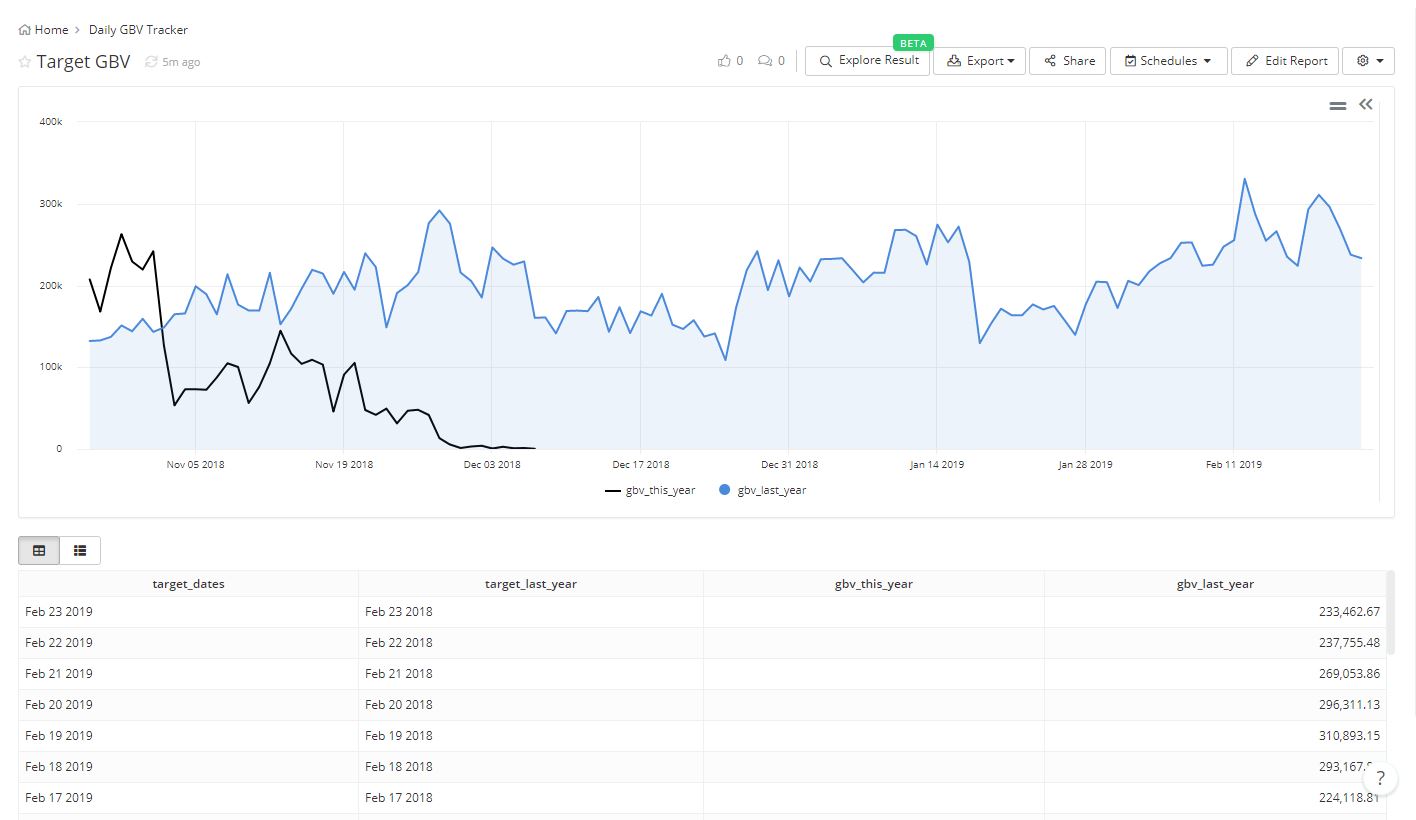 Home > Daily GBV Tracker
Target GBV 5m ago 0 0 BETA Explore Result Export Share Schedules Edit Report
400k
300k
200k
100k
0
Nov 05 2018 Nov 19 2018 Dec 03 2018 Dec 17 2018 Dec 31 2018 Jan 14 2019 Jan 28 2019 Feb 11 2019
gbv_this_year gbv_last_year
target_dates target_last_year gbv_this_year gbv_last_year
Feb 23 2019 Feb 23 2018 233,462.67
Feb 22 2019 Feb 22 2018 237,755.48
Feb 21 2019 Feb 21 2018 269,053.86
Feb 20 2019 Feb 20 2018 296,311.13
Feb 19 2019 Feb 19 2018 310,893.15
Feb 18 2019 Feb 18 2018
?
Feb 17 2019 Feb 17 2018 224,118.81